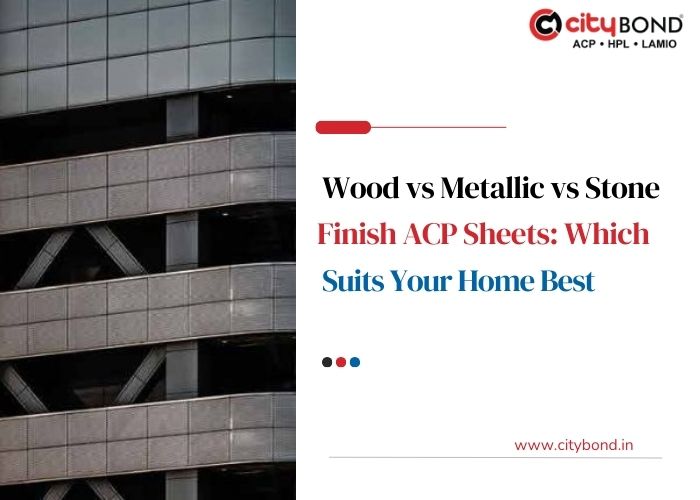 cityBOND®
ACP • HPL • LAMIO
Wood vs Metallic vs Stone
Finish ACP Sheets: Which
Suits Your Home Best
www.citybond.in